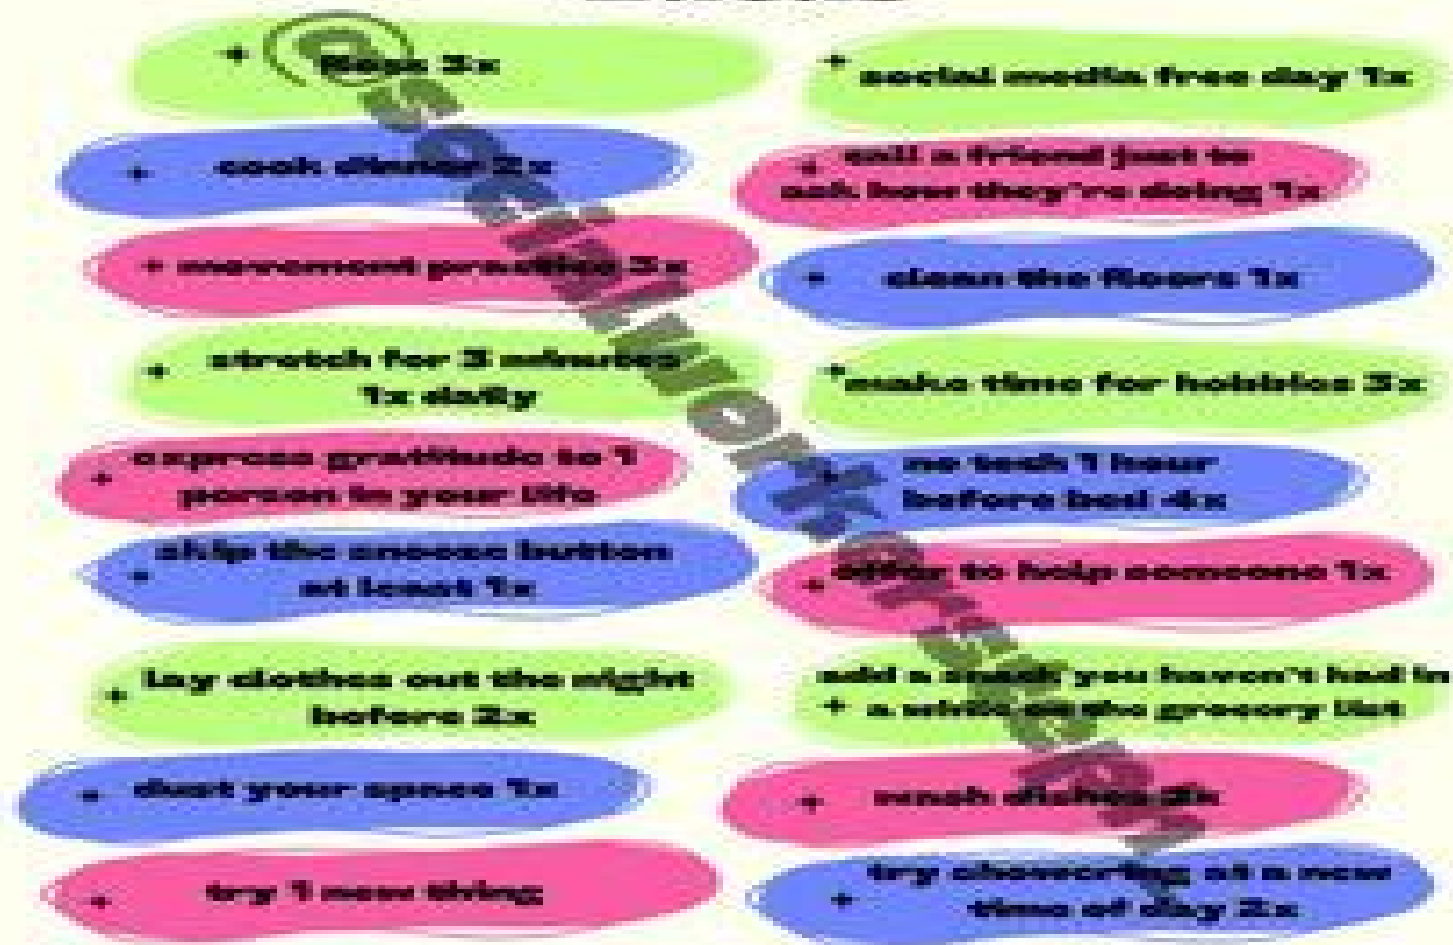 floss 3x
cook dinner 2x
+ movement practice 3x
stretch for 3 minutes
1x daily
express gratitude to 1
person in your life
skip the snooze button
at least 1x
lay clothes out the night
before 2x
dust your space 1x
try 1 new thing
social media free day 1x
call a friend just to
ask how they're doing 1x
clean the floors 1x
make time for hobbies 3x
no tech 1 hour
before bed 4x
offer to help someone 1x
add a snack you haven't had in
a while on the grocery list
wash dishes
try showering at a new
time of day 2x
@socialworkersky